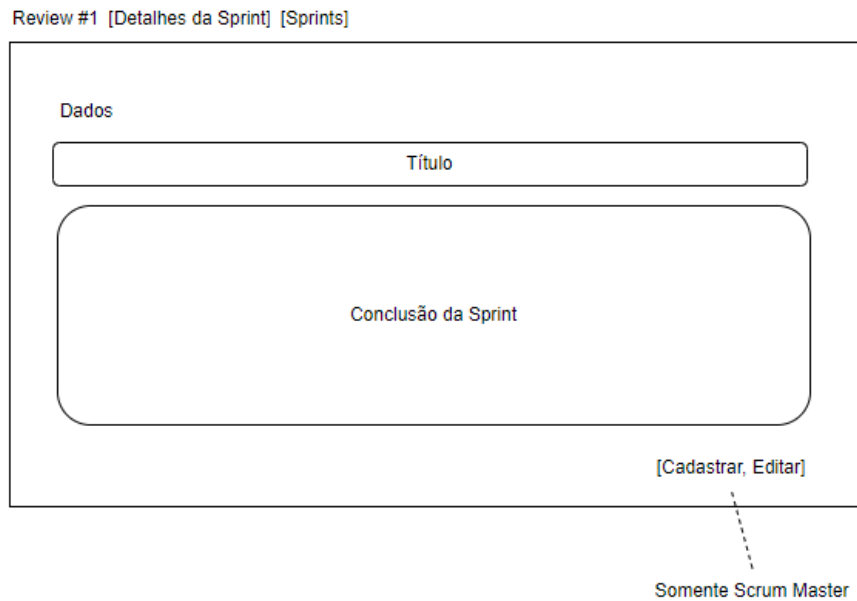 Review #1 [Detalhes da Sprint] [Sprints]
Dados
Título
Conclusão da Sprint
[Cadastrar, Editar]
Somente Scrum Master